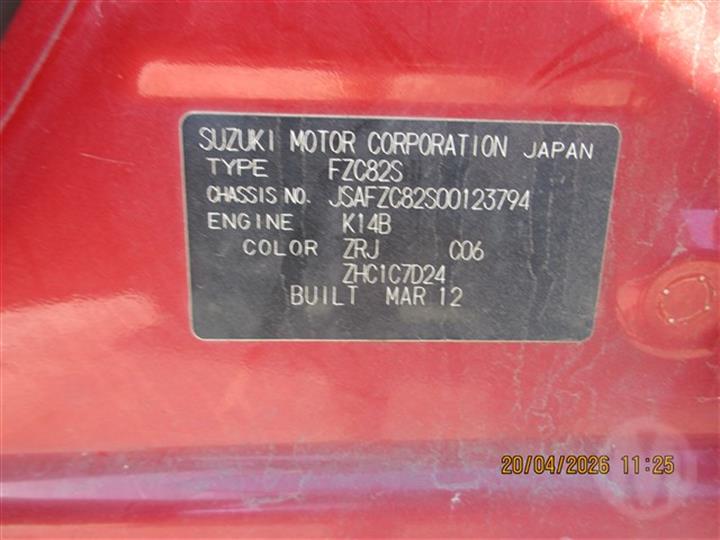 SUZUKI MOTOR CORPORATION JAPAN
TYPE FZC82S
CHASSIS NO. JSAFZC82S00123794
ENGINE K14B
COLOR ZRJ C06
ZHC1C7D24
BUILT MAR 12
20/04/2026 11:25